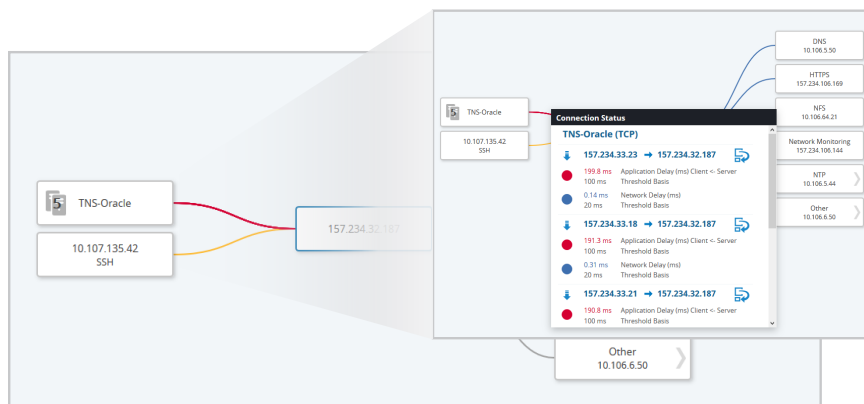 5
TNS-Oracle
10.107.135.42
SSH
157.234.32.187
Other
10.106.6.50
5
TNS-Oracle
10.107.135.42
SSH
DNS
10.106.5.50
HTTPS
157.234.106.169
NFS
10.106.64.21
Network Monitoring
157.234.106.144
NTP
10.106.5.44
Other
10.106.6.50
Connection Status
TNS-Oracle (TCP)
157.234.33.23 → 157.234.32.187
199.8 ms Application Delay (ms) Client <- Server
100 ms Threshold Basis
0.14 ms Network Delay (ms)
20 ms Threshold Basis
157.234.33.18 → 157.234.32.187
191.3 ms Application Delay (ms) Client <- Server
100 ms Threshold Basis
0.31 ms Network Delay (ms)
20 ms Threshold Basis
157.234.33.21 → 157.234.32.187
190.8 ms Application Delay (ms) Client <- Server
100 ms Threshold Basis